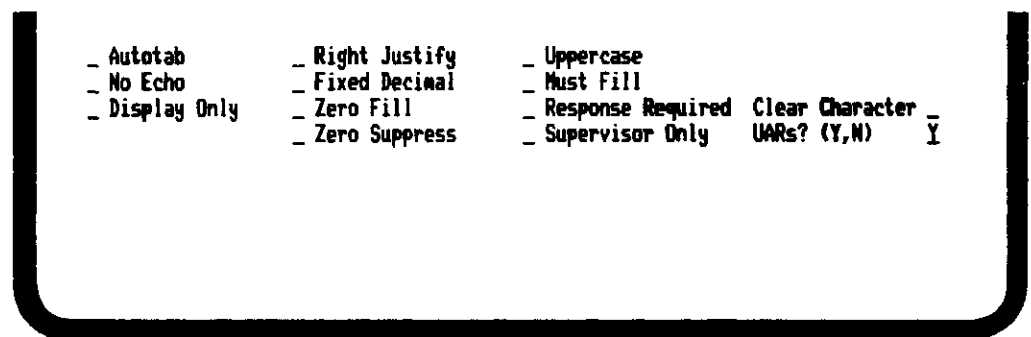 _ Autotab _ Right Justify _ Uppercase
_ No Echo _ Fixed Decimal _ Must Fill
_ Display Only _ Zero Fill _ Response Required Clear Character _
_ Zero Suppress _ Supervisor Only UARs? (Y,N) Y